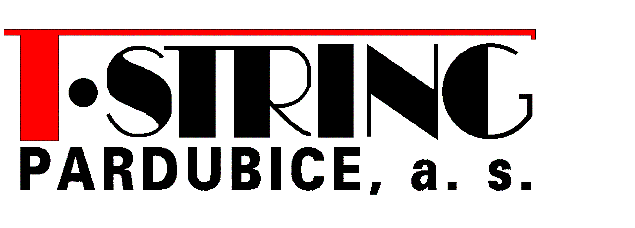 T•STRING
PARDUBICE, a. s.